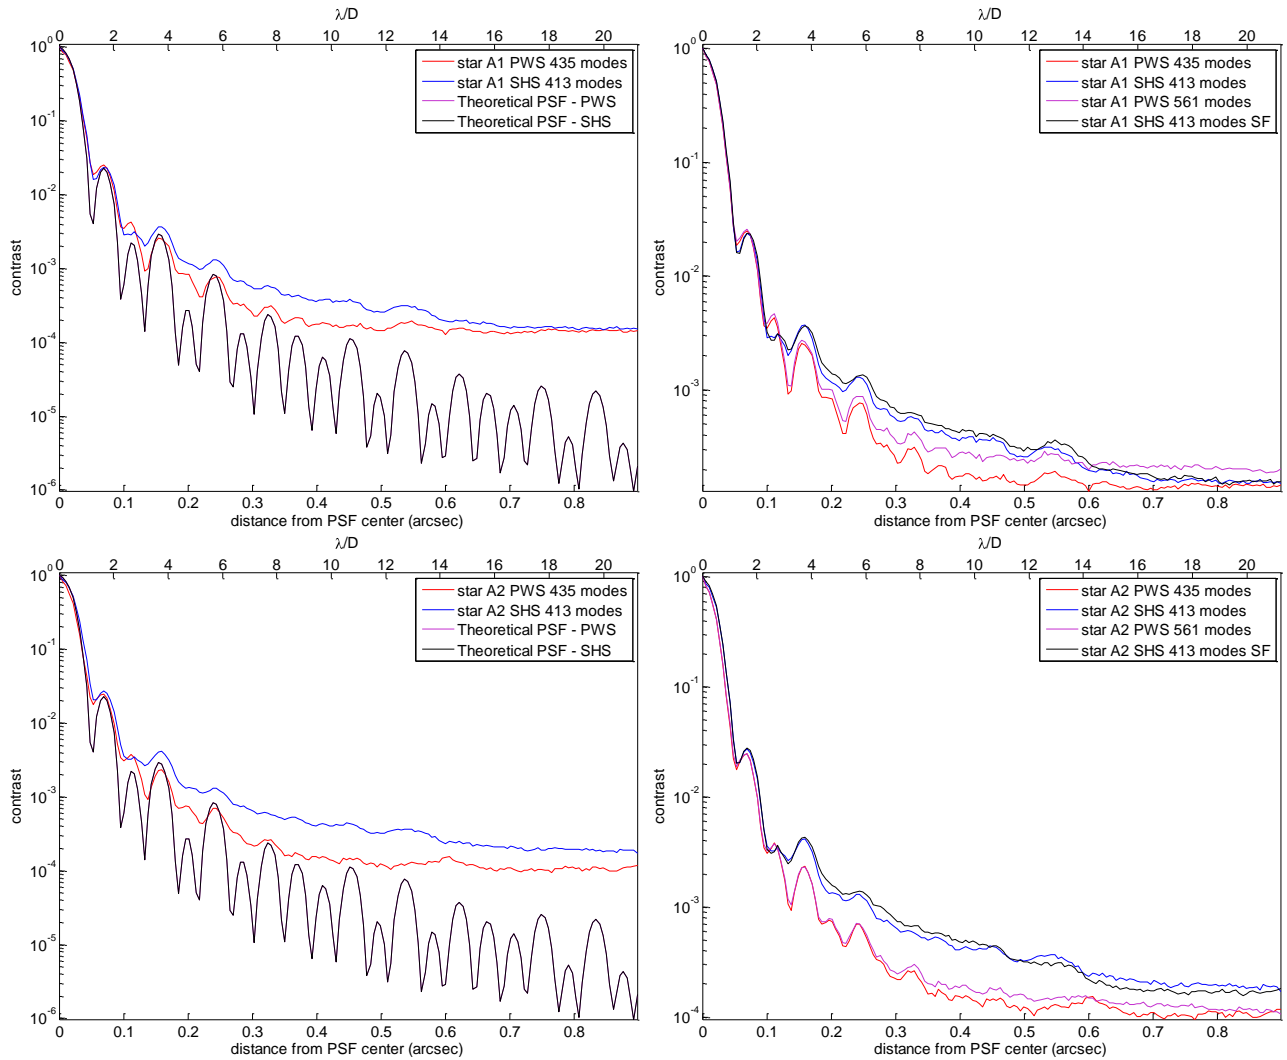 λ/D
0 2 4 6 8 10 12 14 16 18 20
10^0
10^-1
10^-2
10^-3
10^-4
10^-5
10^-6
contrast
star A1 PWS 435 modes
star A1 SHS 413 modes
Theoretical PSF - PWS
Theoretical PSF - SHS
0 0.1 0.2 0.3 0.4 0.5 0.6 0.7 0.8
distance from PSF center (arcsec)
λ/D
0 2 4 6 8 10 12 14 16 18 20
10^0
10^-1
10^-2
10^-3
contrast
star A1 PWS 435 modes
star A1 SHS 413 modes
star A1 PWS 561 modes
star A1 SHS 413 modes SF
0 0.1 0.2 0.3 0.4 0.5 0.6 0.7 0.8
distance from PSF center (arcsec)
λ/D
0 2 4 6 8 10 12 14 16 18 20
10^0
10^-1
10^-2
10^-3
10^-4
10^-5
10^-6
contrast
star A2 PWS 435 modes
star A2 SHS 413 modes
Theoretical PSF - PWS
Theoretical PSF - SHS
0 0.1 0.2 0.3 0.4 0.5 0.6 0.7 0.8
distance from PSF center (arcsec)
λ/D
0 2 4 6 8 10 12 14 16 18 20
10^0
10^-1
10^-2
10^-3
10^-4
contrast
star A2 PWS 435 modes
star A2 SHS 413 modes
star A2 PWS 561 modes
star A2 SHS 413 modes SF
0 0.1 0.2 0.3 0.4 0.5 0.6 0.7 0.8
distance from PSF center (arcsec)